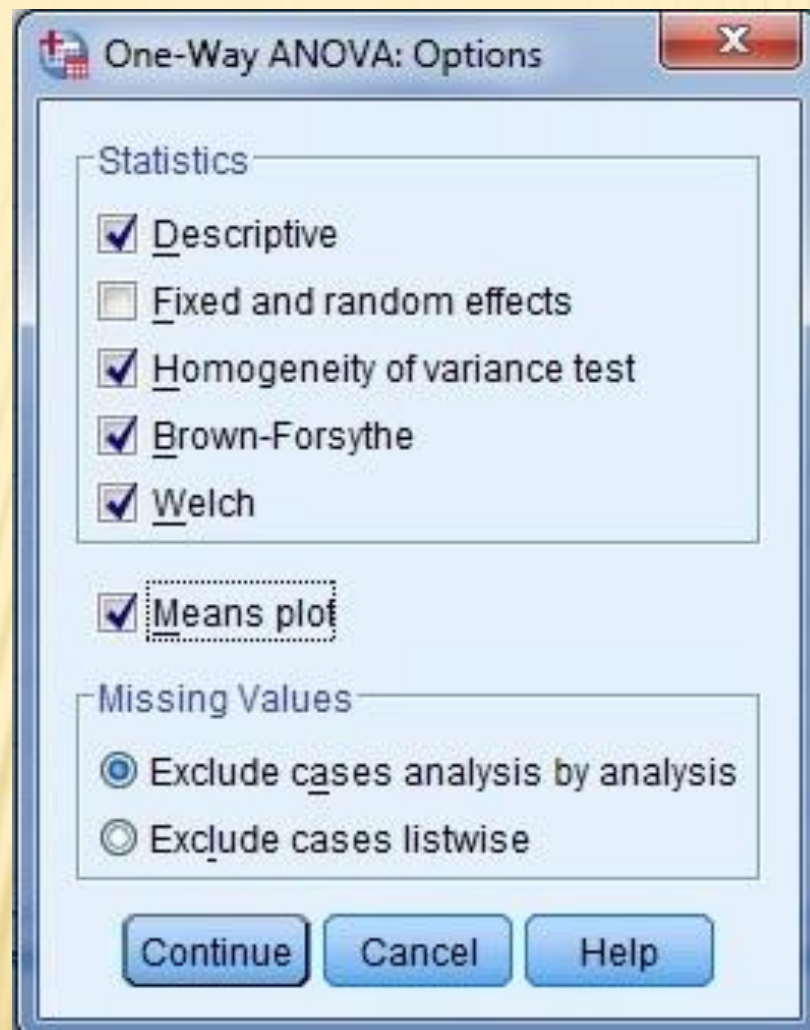 One-Way ANOVA: Options
Statistics
Descriptive
Fixed and random effects
Homogeneity of variance test
Brown-Forsythe
Welch
Means plot
Missing Values
Exclude cases analysis by analysis
Exclude cases listwise
Continue Cancel Help